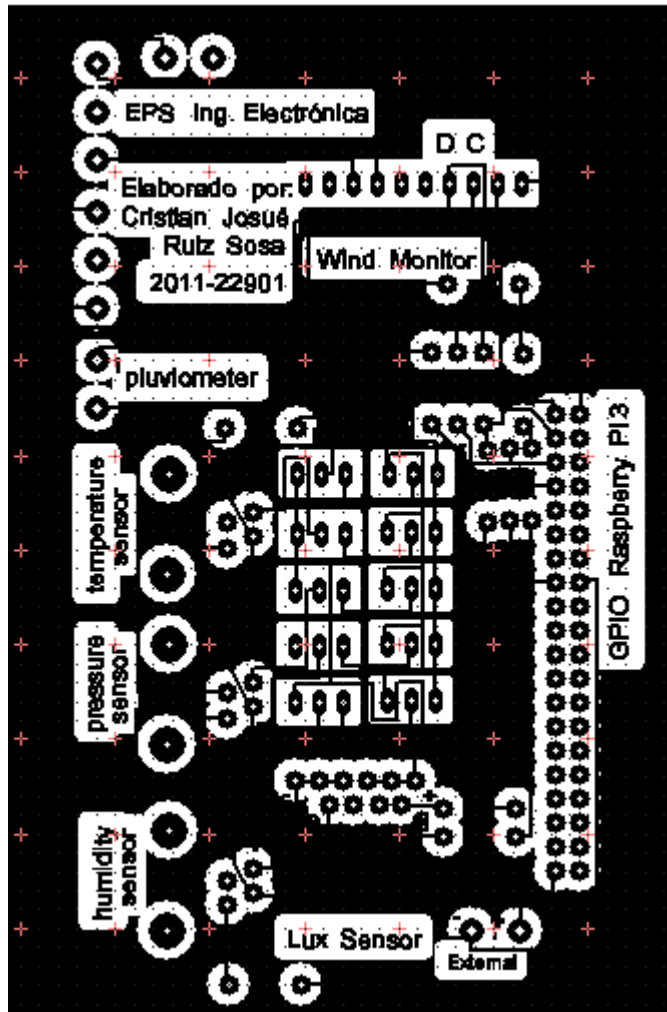 EPS Ing. Electrónica
D C
Elaborado por:
Cristian Josué
Ruiz Sosa
2011-22901
Wind Monitor
pluviometer
GPIO Raspberry PI3
temperature
sensor
pressure
sensor
humidity
sensor
Lux Sensor
External